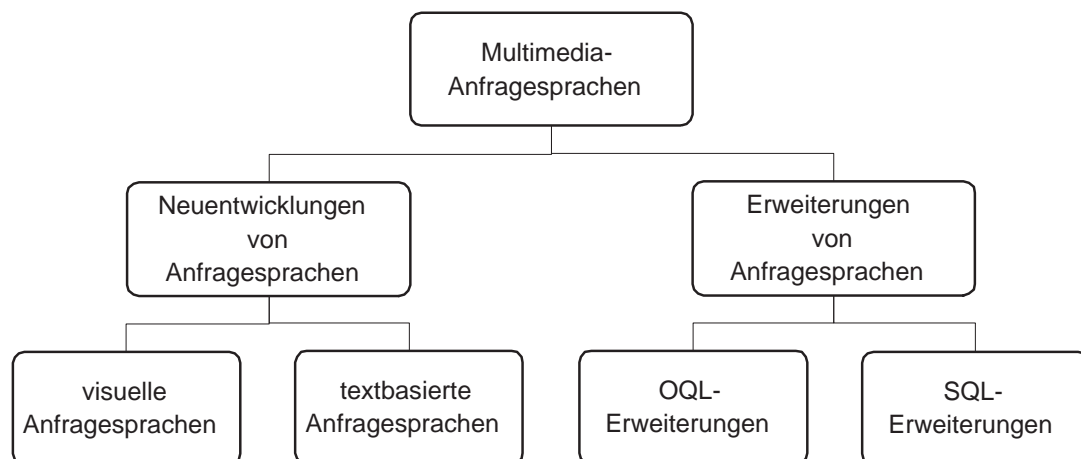 Multimedia-
Anfragesprachen
Neuentwicklungen
von
Anfragesprachen
Erweiterungen
von
Anfragesprachen
visuelle
Anfragesprachen
textbasierte
Anfragesprachen
OQL-
Erweiterungen
SQL-
Erweiterungen